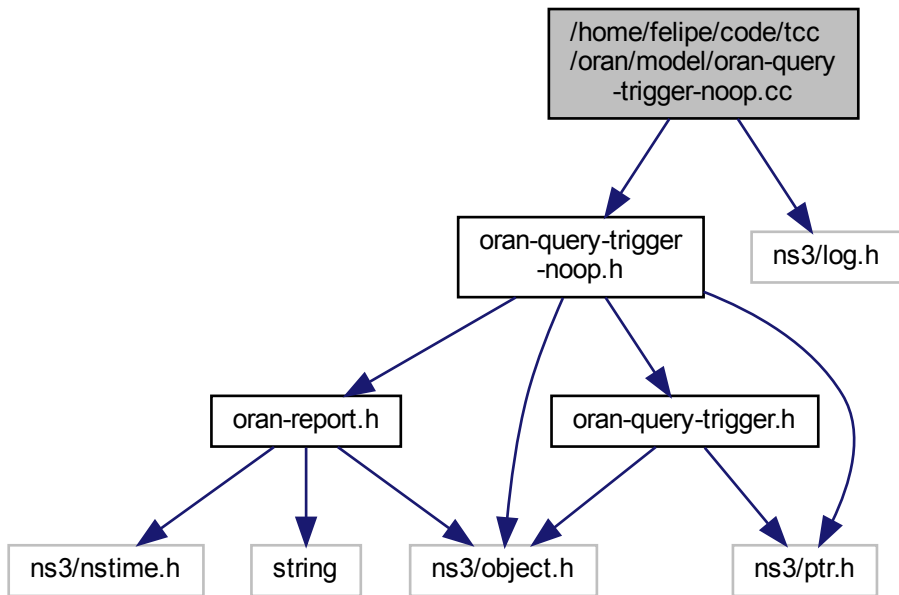 /home/felipe/code/tcc
/oran/model/oran-query
-trigger-noop.cc
oran-query-trigger
-noop.h
ns3/log.h
oran-report.h
oran-query-trigger.h
ns3/nstime.h
string
ns3/object.h
ns3/ptr.h